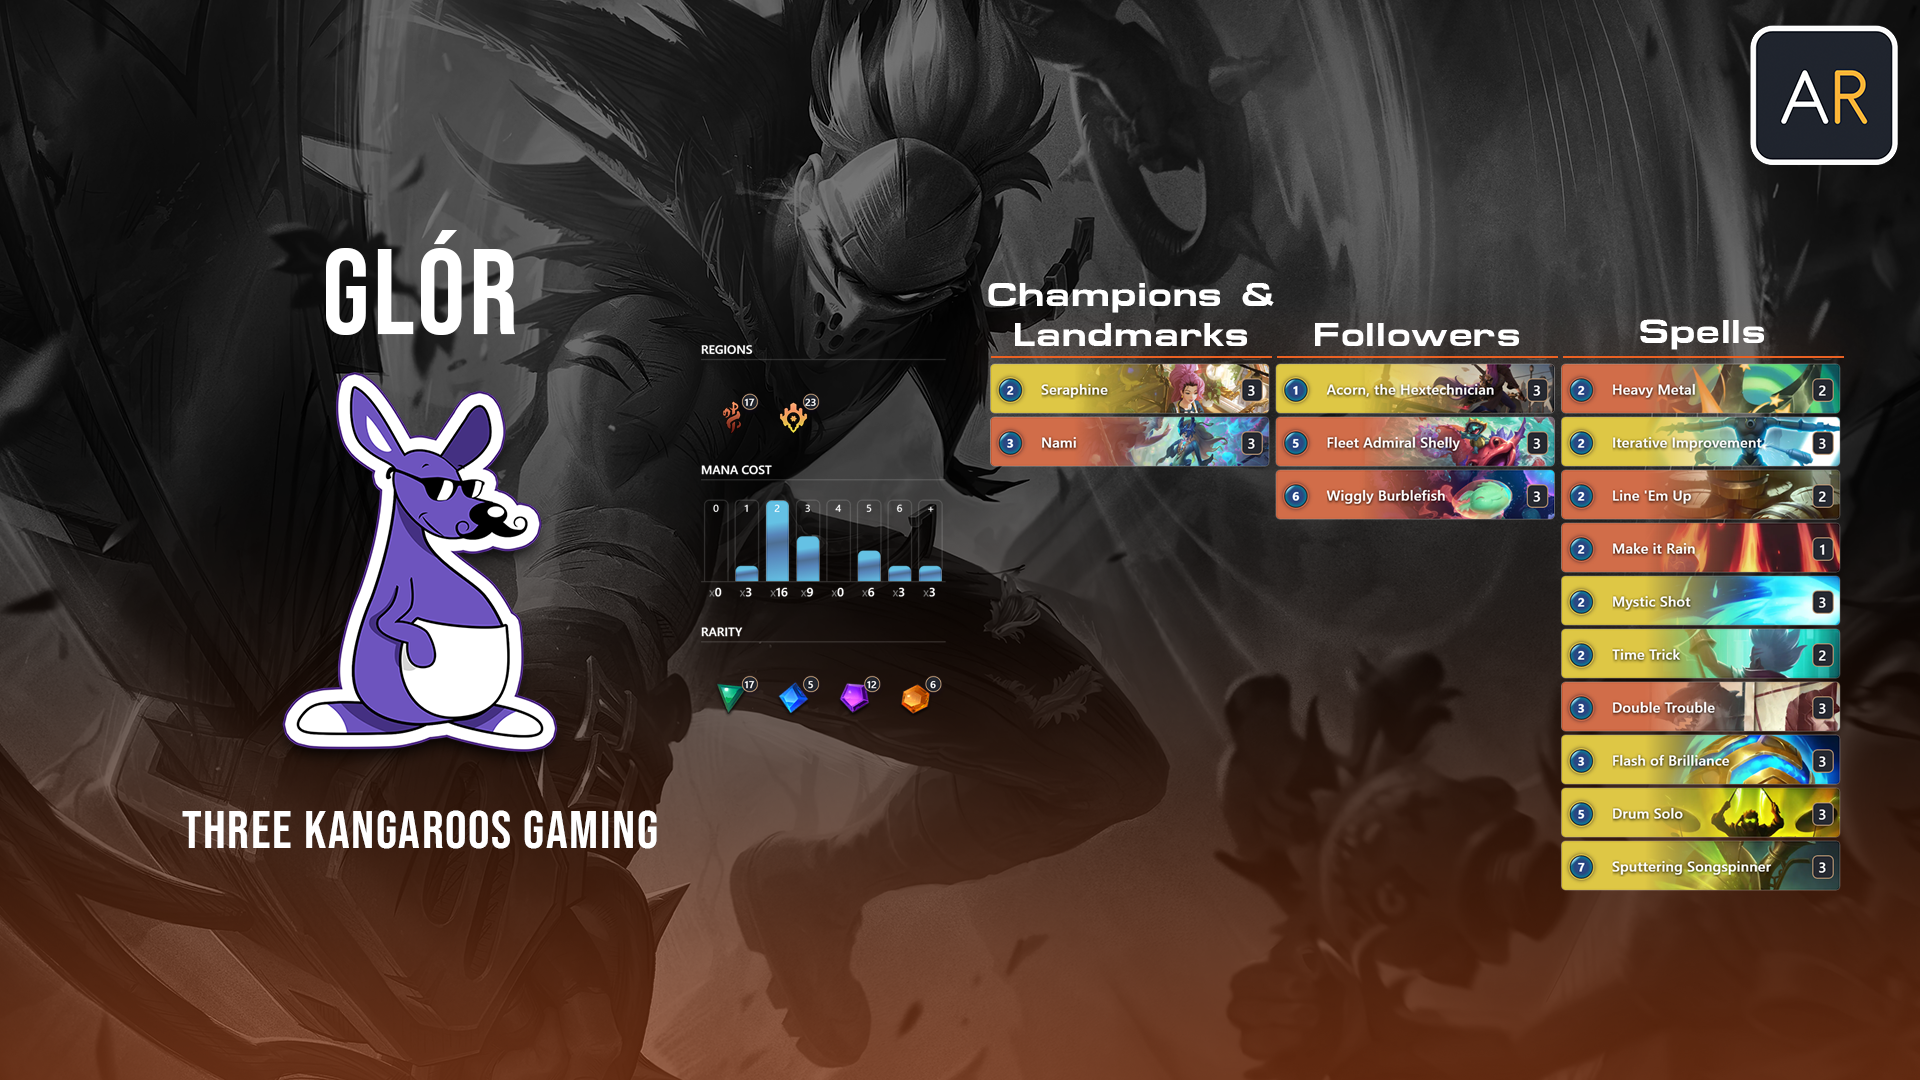 AR
GLÓR
THREE KANGAROOS GAMING
REGIONS
17
23
MANA COST
0 1 2 3 4 5 6 +
x0 x3 x16 x9 x0 x6 x3 x3
RARITY
17 5 12 6
Champions &
Landmarks
2 Seraphine 3
3 Nami 3
Followers
1 Acorn, the Hextechnician 3
5 Fleet Admiral Shelly 3
6 Wiggly Burblefish 3
Spells
2 Heavy Metal 2
2 Iterative Improvement 3
2 Line 'Em Up 2
2 Make it Rain 1
2 Mystic Shot 3
2 Time Trick 2
3 Double Trouble 3
3 Flash of Brilliance 3
5 Drum Solo 3
7 Sputtering Songspinner 3